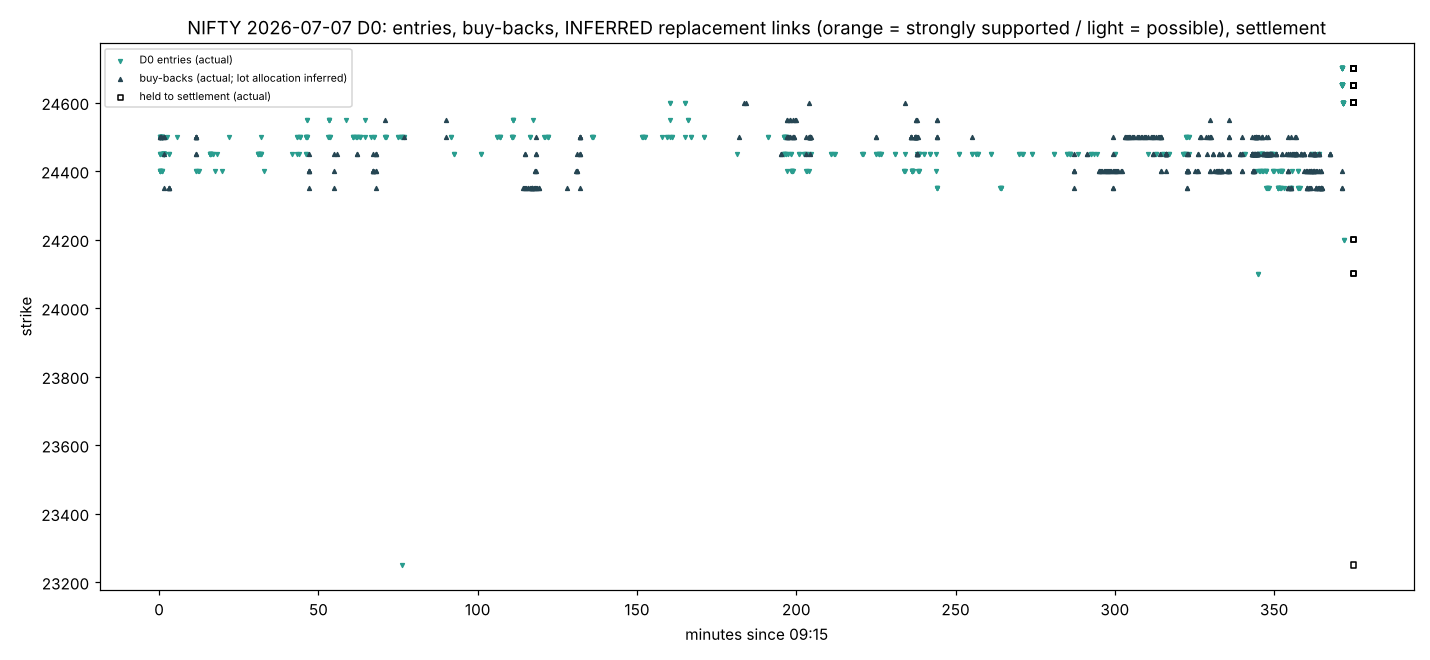 NIFTY 2026-07-07 D0: entries, buy-backs, INFERRED replacement links (orange = strongly supported / light = possible), settlement
D0 entries (actual)
buy-backs (actual; lot allocation inferred)
held to settlement (actual)
24600
24400
24200
24000
23800
23600
23400
23200
strike
0
50
100
150
200
250
300
350
minutes since 09:15